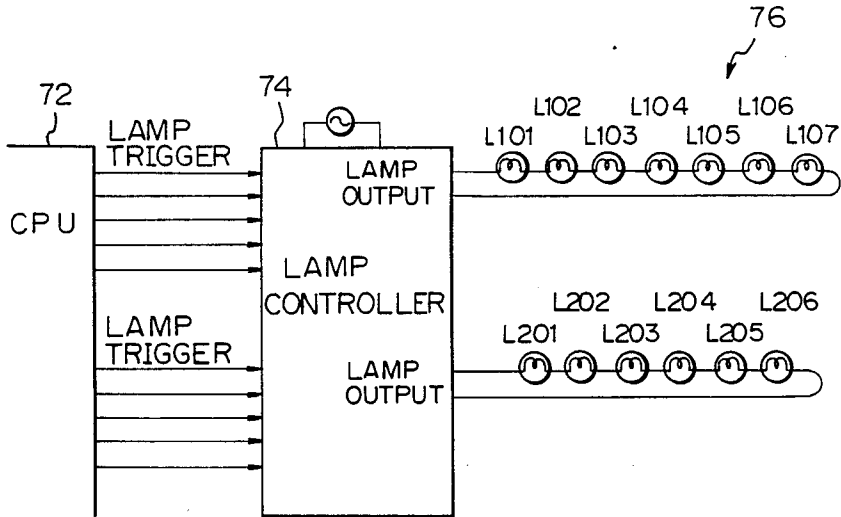 76
72
74
L102 L104 L106
L101 L103 L105 L107
LAMP
TRIGGER
LAMP
OUTPUT
CPU
LAMP
CONTROLLER
L202 L204 L206
L201 L203 L205
LAMP
TRIGGER
LAMP
OUTPUT